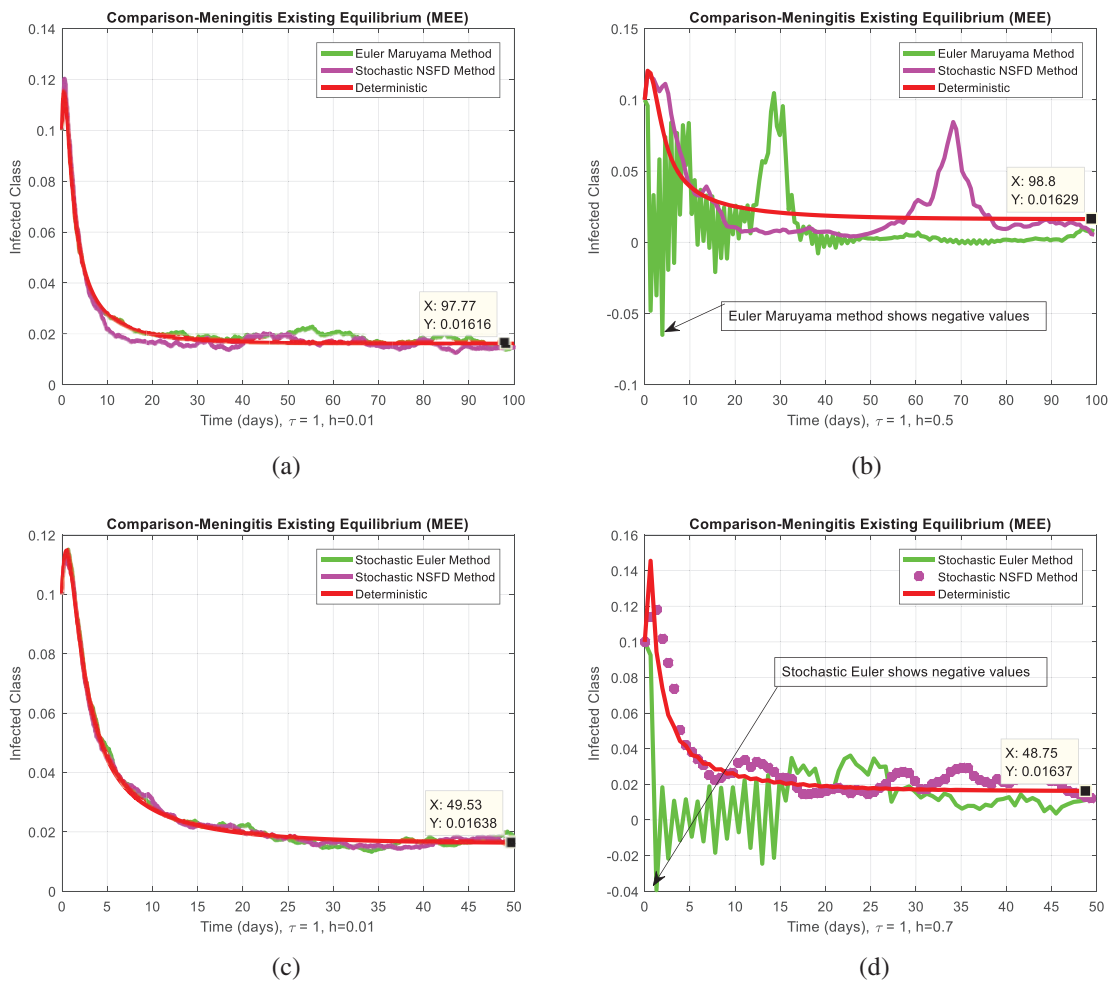 Comparison-Meningitis Existing Equilibrium (MEE)
0.14
0.12
0.1
0.08
0.06
0.04
0.02
0
Infected Class
Euler Maruyama Method
Stochastic NSFD Method
Deterministic
X: 97.77
Y: 0.01616
0 10 20 30 40 50 60 70 80 90 100
Time (days), τ = 1, h=0.01
(a)
Comparison-Meningitis Existing Equilibrium (MEE)
0.15
0.1
0.05
0
-0.05
-0.1
Infected Class
Euler Maruyama Method
Stochastic NSFD Method
Deterministic
X: 98.8
Y: 0.01629
Euler Maruyama method shows negative values
0 10 20 30 40 50 60 70 80 90 100
Time (days), τ = 1, h=0.5
(b)
Comparison-Meningitis Existing Equilibrium (MEE)
0.12
0.1
0.08
0.06
0.04
0.02
0
Infected Class
Stochastic Euler Method
Stochastic NSFD Method
Deterministic
X: 49.53
Y: 0.01638
0 5 10 15 20 25 30 35 40 45 50
Time (days), τ = 1, h=0.01
(c)
Comparison-Meningitis Existing Equilibrium (MEE)
0.16
0.14
0.12
0.1
0.08
0.06
0.04
0.02
0
-0.02
-0.04
Infected Class
Stochastic Euler Method
Stochastic NSFD Method
Deterministic
Stochastic Euler shows negative values
X: 48.75
Y: 0.01637
0 5 10 15 20 25 30 35 40 45 50
Time (days), τ = 1, h=0.7
(d)